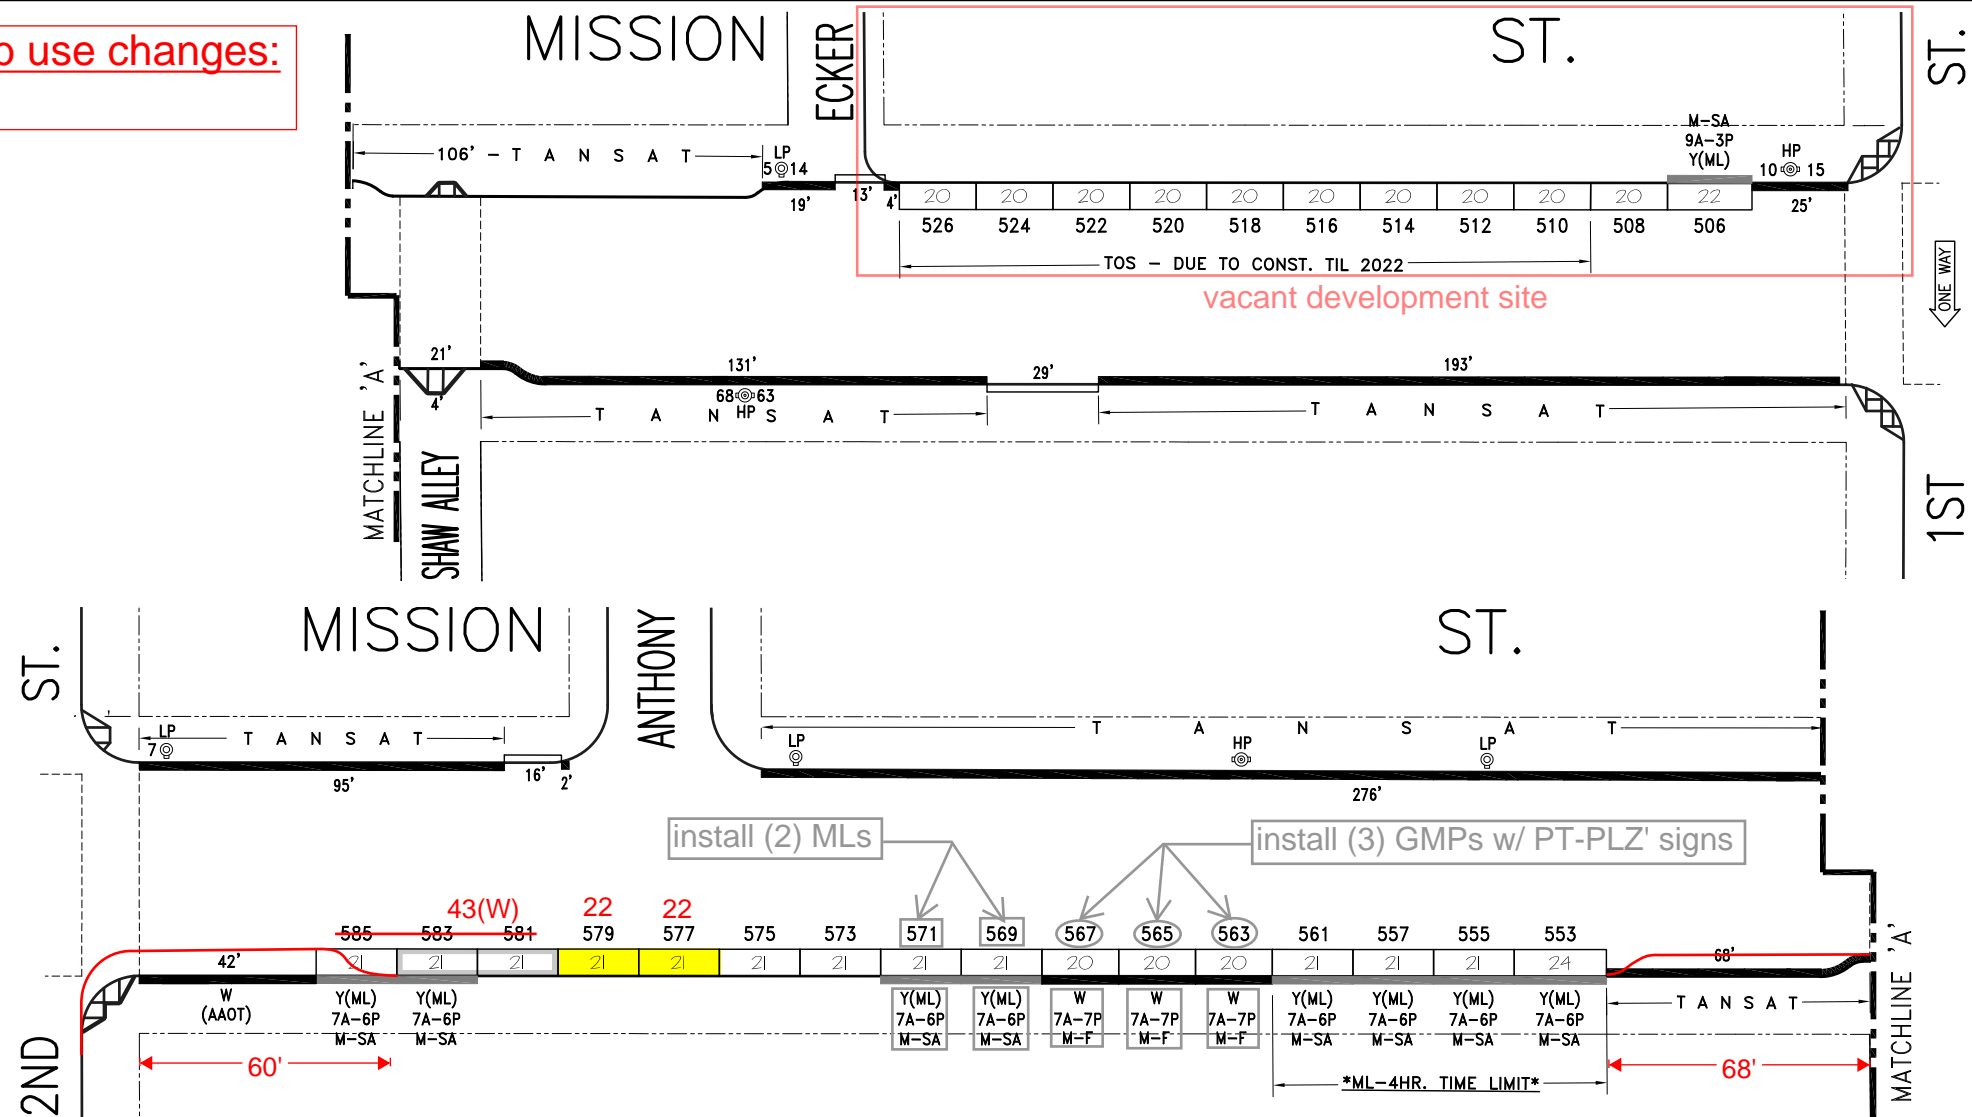 use changes:
MISSION
ECKER
ST.
ST.
106' - T A N S A T
LP
5 14
19'
13'
4'
M-SA
9A-3P
Y(ML)
HP
10 15
25'
20 20 20 20 20 20 20 20 20 20 22
526 524 522 520 518 516 514 512 510 508 506
TOS - DUE TO CONST. TIL 2022
vacant development site
ONE WAY
21'
4'
131'
68 63
HP
29'
193'
T A N S A T
T A N S A T
MATCHLINE 'A'
SHAW ALLEY
1ST
MISSION
ANTHONY
ST.
ST.
LP
7
T A N S A T
95'
16'
2'
LP
T A N S A T
HP
LP
276'
install (2) MLs
install (3) GMPs w/ PT-PLZ' signs
43(W) 22 22
585 583 581 579 577 575 573 571 569 567 565 563 561 557 555 553
42' 21 21 21 21 21 21 21 21 21 20 20 20 21 21 21 24
68'
W
(AAOT)
Y(ML)
7A-6P
M-SA
Y(ML)
7A-6P
M-SA
Y(ML)
7A-6P
M-SA
Y(ML)
7A-6P
M-SA
W
7A-7P
M-F
W
7A-7P
M-F
W
7A-7P
M-F
Y(ML)
7A-6P
M-SA
Y(ML)
7A-6P
M-SA
Y(ML)
7A-6P
M-SA
Y(ML)
7A-6P
M-SA
T A N S A T
60'
68'
*ML-4HR. TIME LIMIT*
2ND
MATCHLINE 'A'